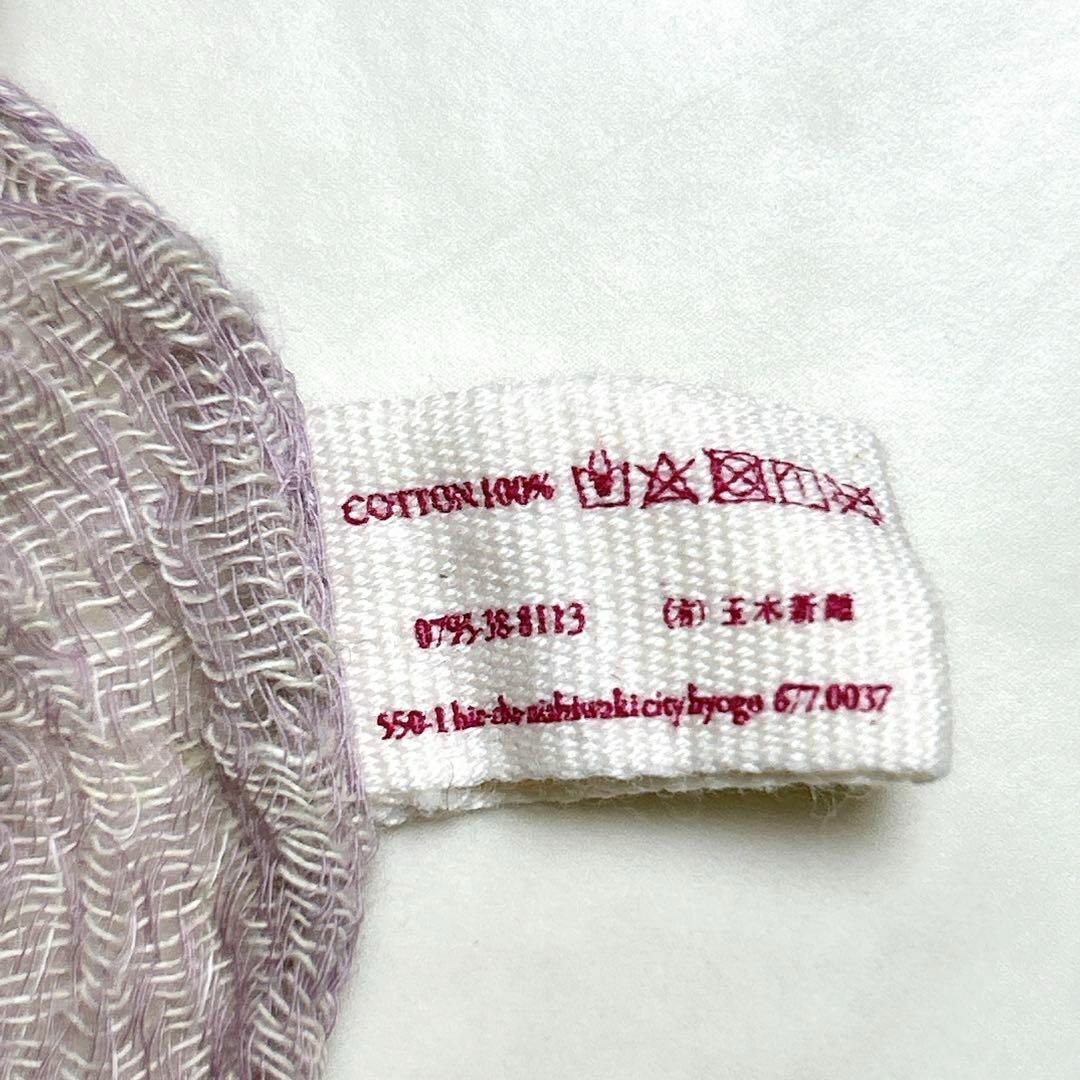 COTTON100%
0795-38-8113 (有) 玉木新雌
550-1 hie-cho nishiwaki city hyogo 677.0037